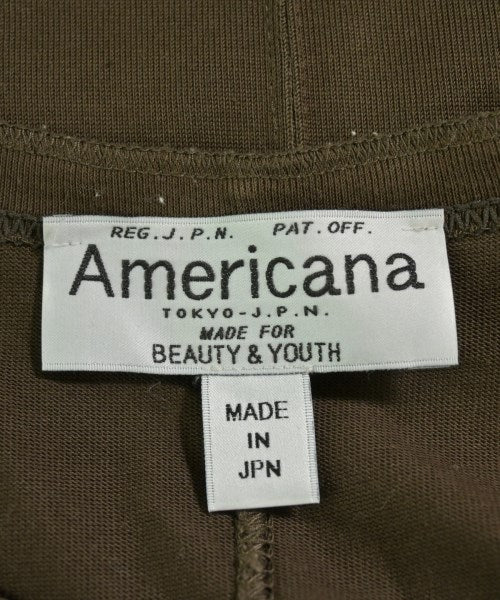 REG.J.P.N. PAT.OFF.
Americana
TOKYO-J.P.N.
MADE FOR
BEAUTY & YOUTH
MADE
IN
JPN